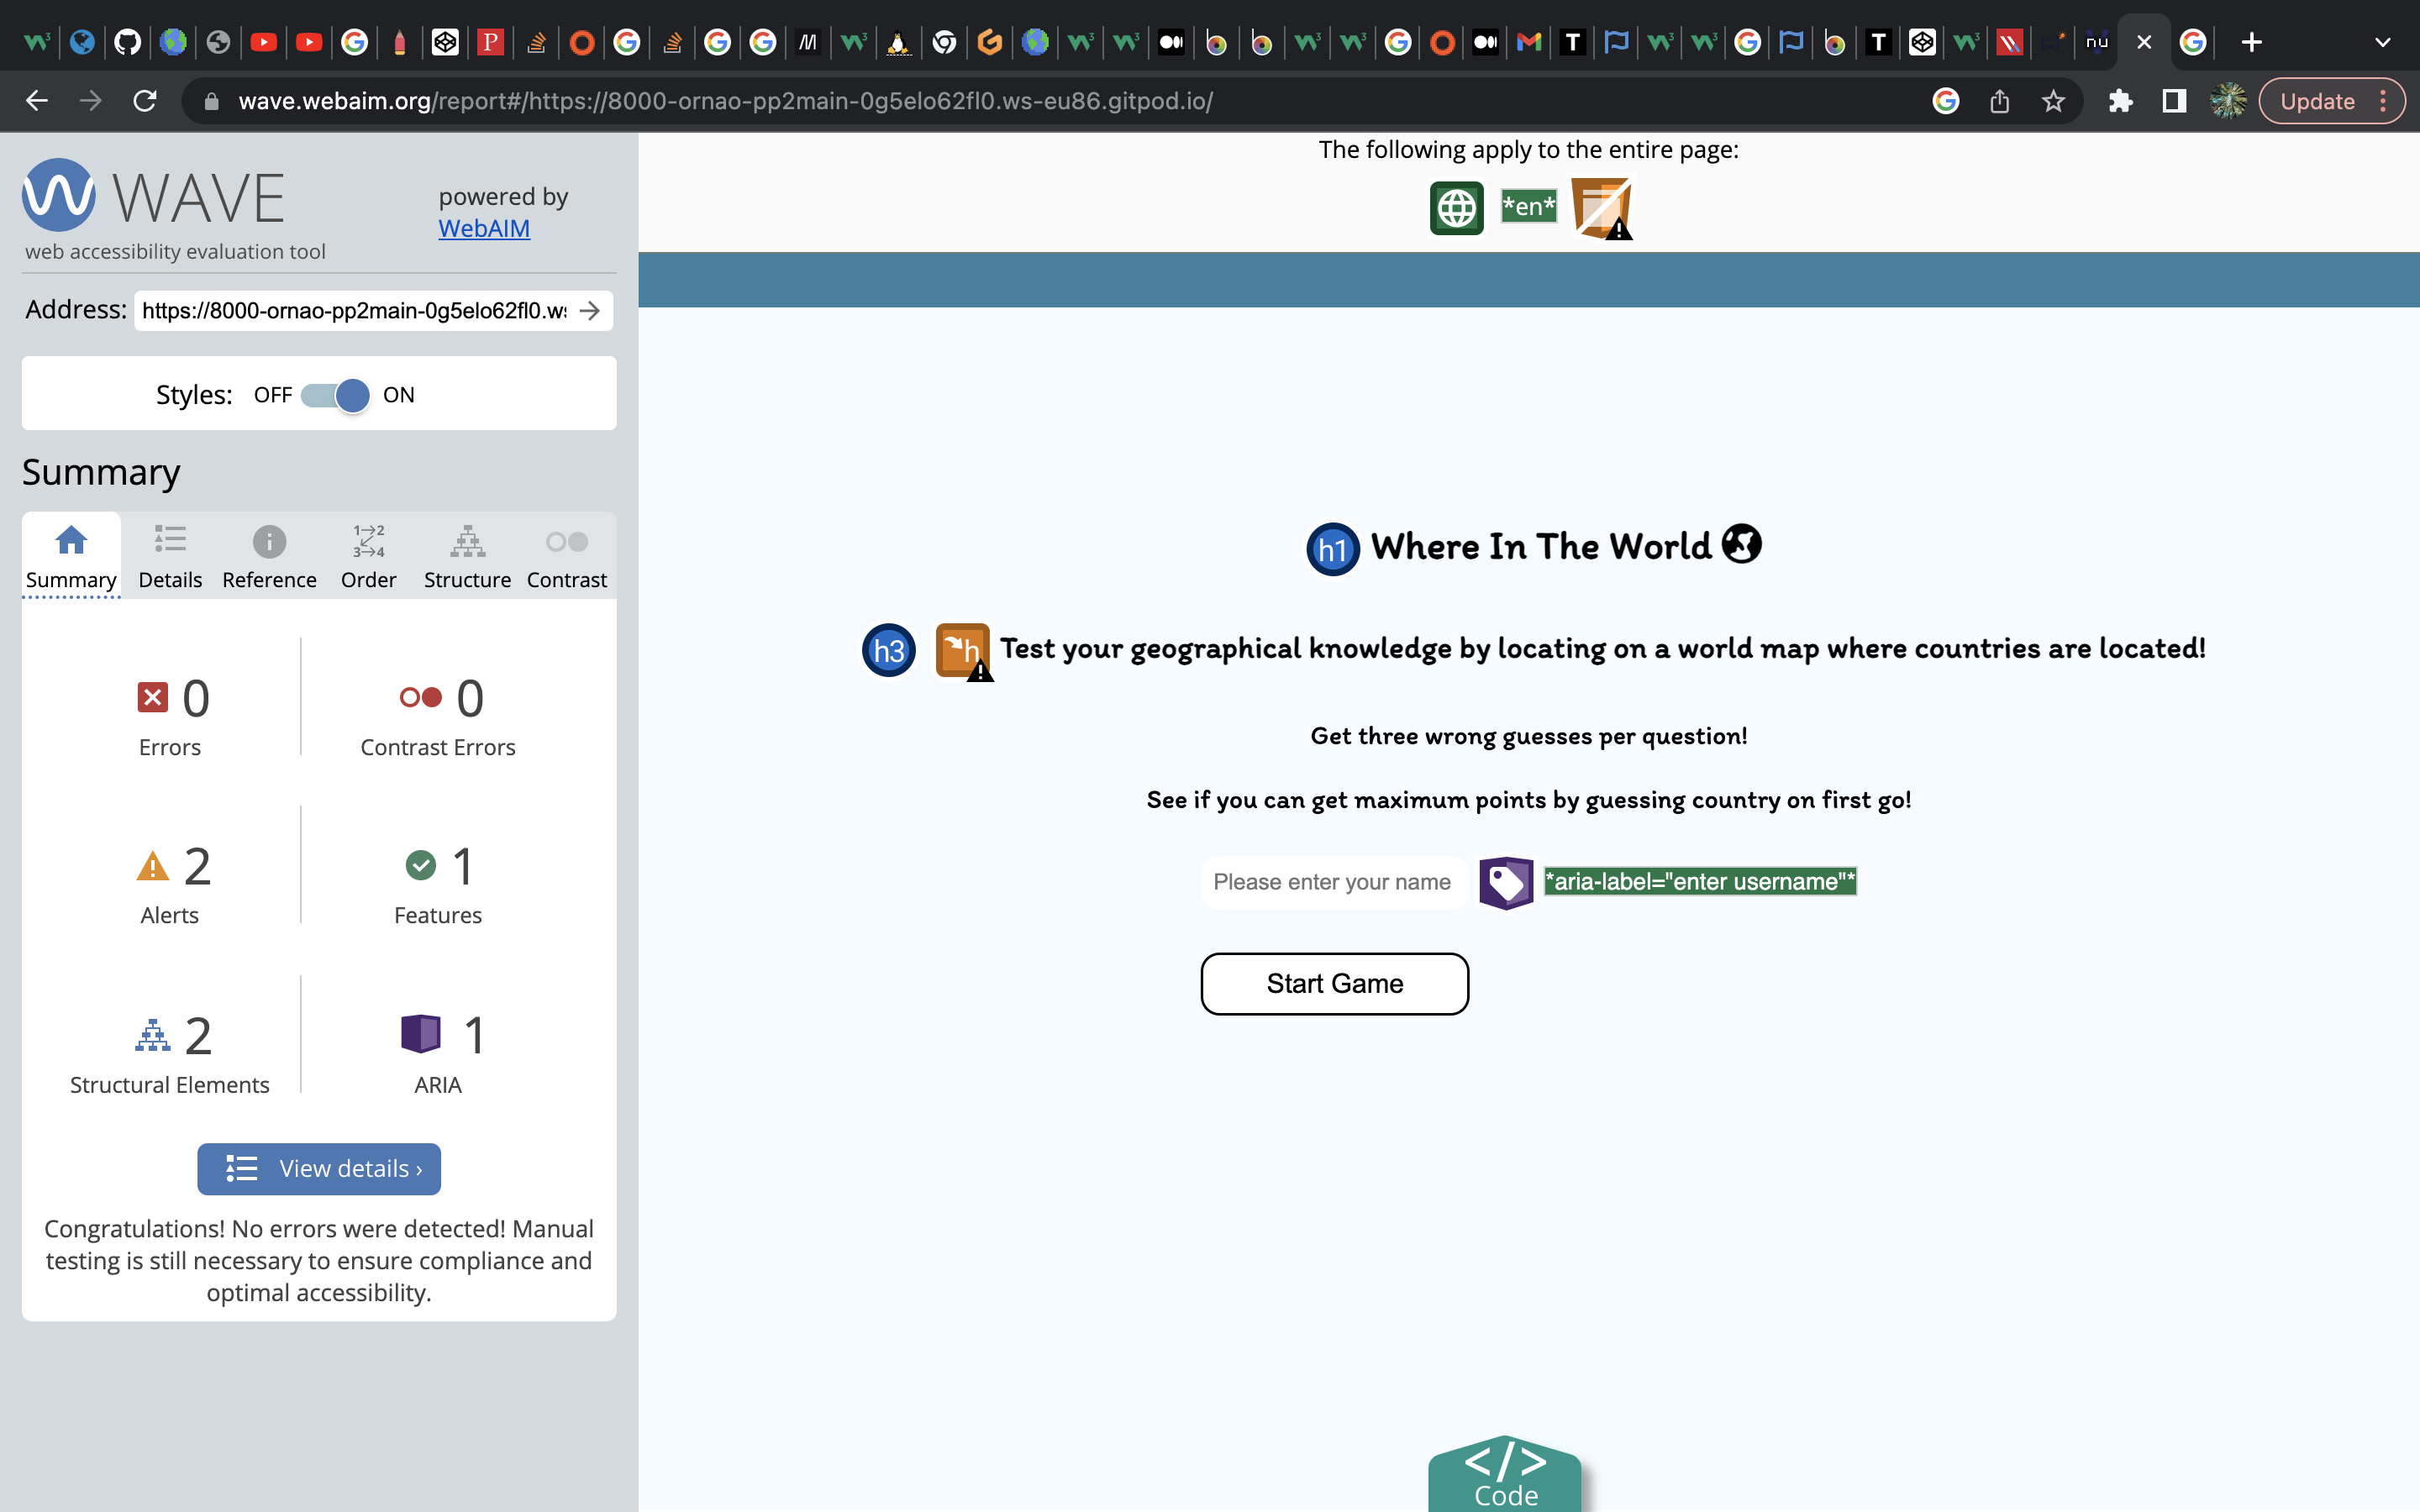 wave.webaim.org/report#/https://8000-ornao-pp2main-0g5elo62fl0.ws-eu86.gitpod.io/
Update
WAVE
web accessibility evaluation tool
powered by
WebAIM
Address: https://8000-ornao-pp2main-0g5elo62fl0.ws
Styles: OFF ON
Summary
Summary Details Reference Order Structure Contrast
0 Errors
0 Contrast Errors
2 Alerts
1 Features
2 Structural Elements
1 ARIA
View details ›
Congratulations! No errors were detected! Manual
testing is still necessary to ensure compliance and
optimal accessibility.
The following apply to the entire page:
*en*
h1 Where In The World
h3 h Test your geographical knowledge by locating on a world map where countries are located!
Get three wrong guesses per question!
See if you can get maximum points by guessing country on first go!
Please enter your name *aria-label="enter username"*
Start Game
</>
Code